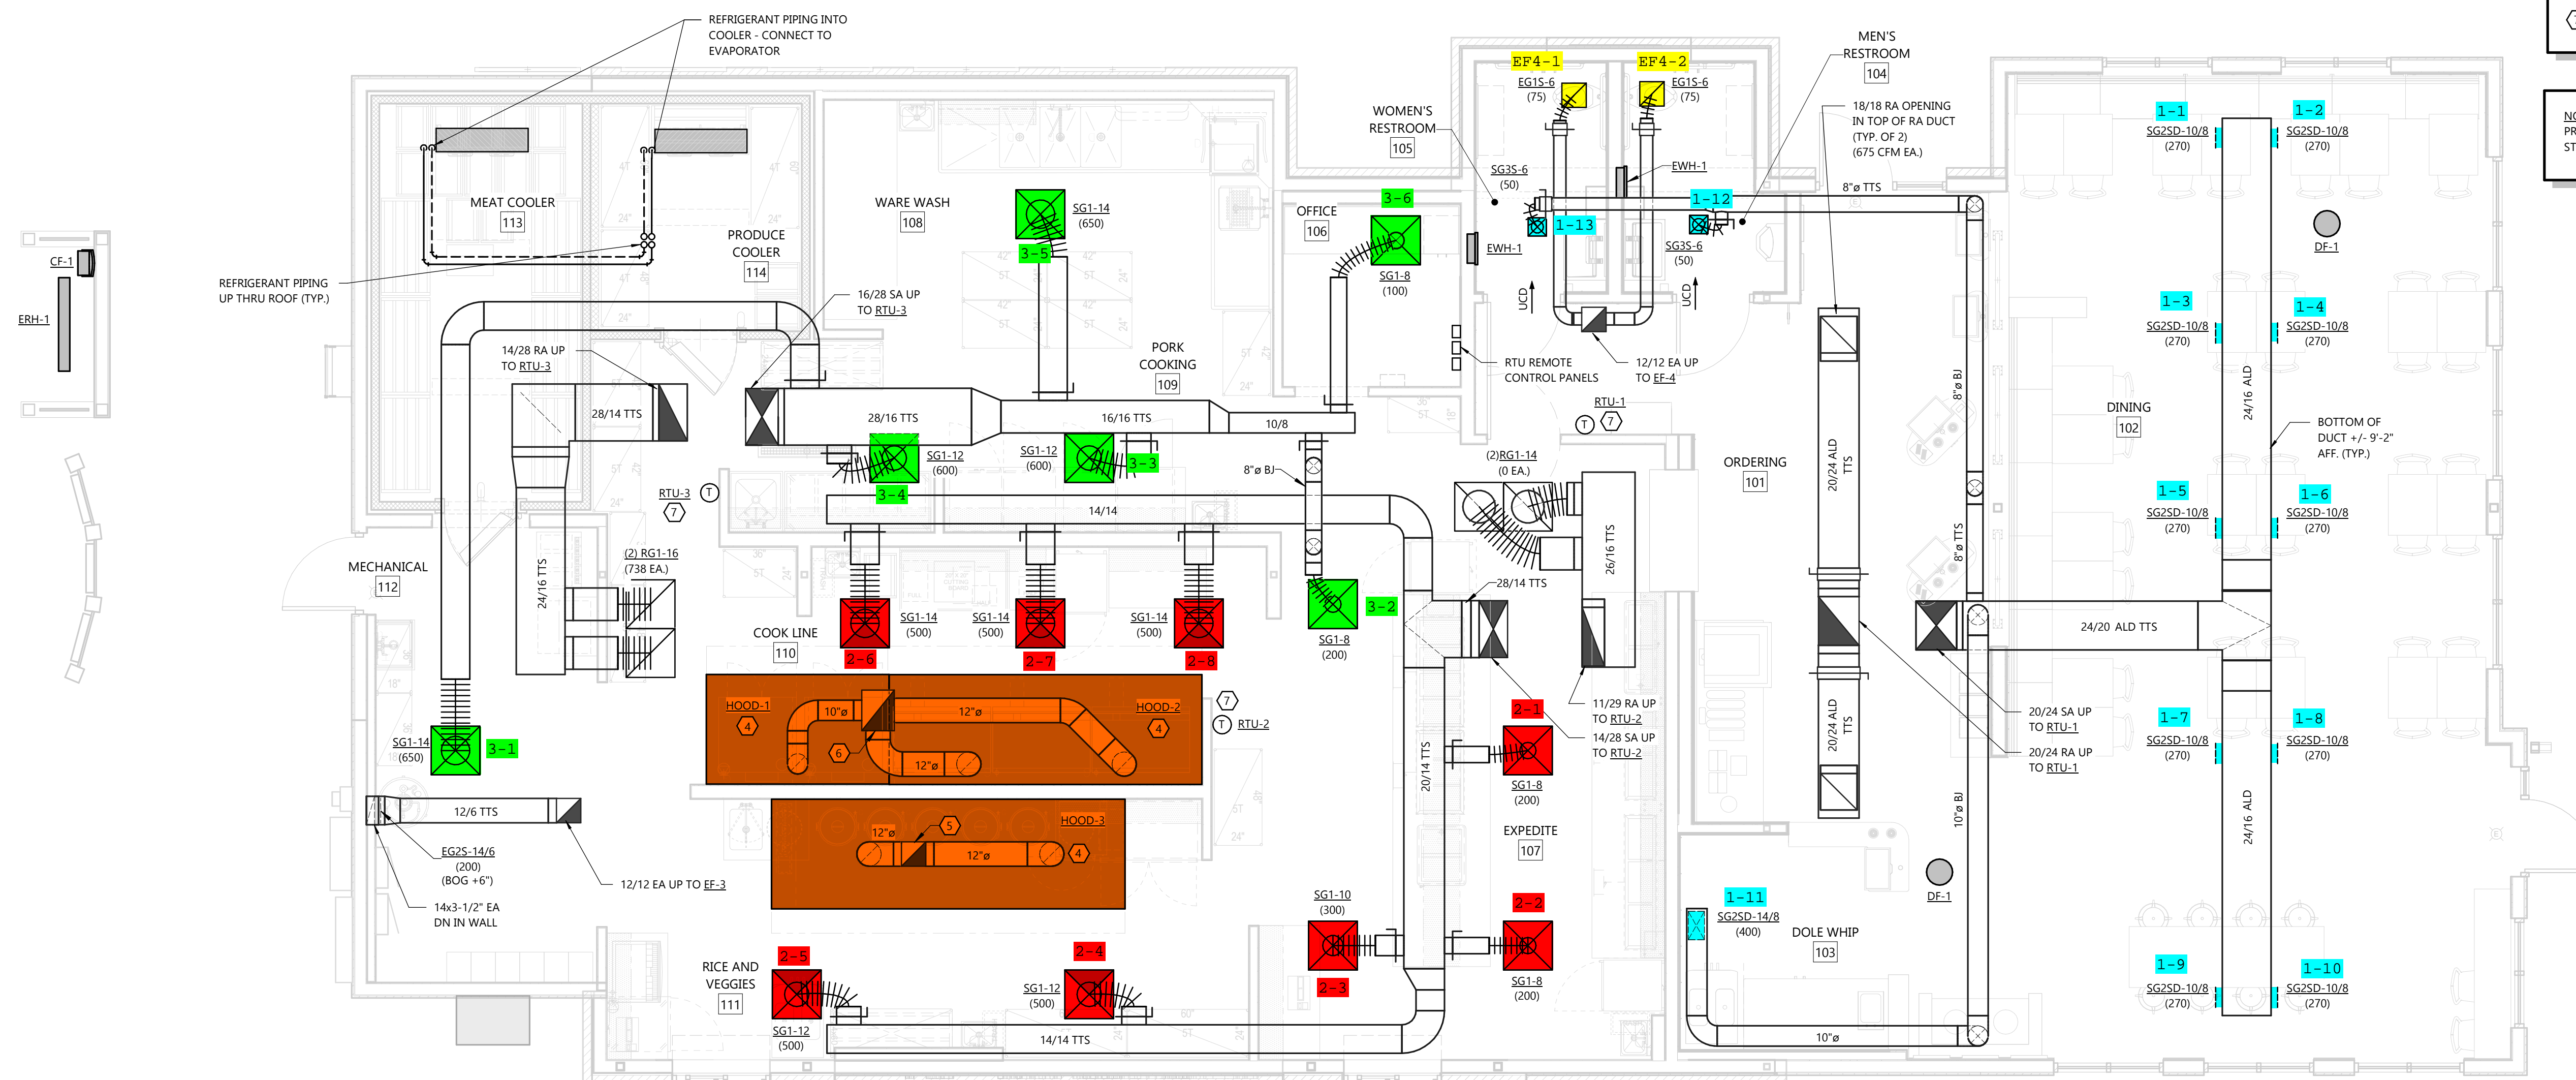 REFRIGERANT PIPING INTO
COOLER - CONNECT TO
EVAPORATOR
MEAT COOLER
113
PRODUCE
COOLER
114
REFRIGERANT PIPING
UP THRU ROOF (TYP.)
CF-1
ERH-1
14/28 RA UP
TO RTU-3
16/28 SA UP
TO RTU-3
28/14 TTS
28/16 TTS
16/16 TTS
10/8
WARE WASH
108
SG1-14
(650)
3-5
PORK
COOKING
109
OFFICE
106
3-6
SG1-8
(100)
WOMEN'S
RESTROOM
105
EF4-1
EG1S-6
(75)
EF4-2
EG1S-6
(75)
MEN'S
RESTROOM
104
SG3S-6
(50)
1-13
EWH-1
EWH-1
1-12
SG3S-6
(50)
UCD
UCD
RTU REMOTE
CONTROL PANELS
12/12 EA UP
TO EF-4
RTU-1
T
7
18/18 RA OPENING
IN TOP OF RA DUCT
(TYP. OF 2)
(675 CFM EA.)
8"ø TTS
8"ø BJ
8"ø TTS
10"ø BJ
10"ø
SG1-12
(600)
3-4
SG1-12
(600)
3-3
8"ø BJ
RTU-3
T
7
14/14
(2)RG1-14
(0 EA.)
26/16 TTS
28/14 TTS
ORDERING
101
20/24 ALD
TTS
20/24 ALD
TTS
MECHANICAL
112
24/16 TTS
(2) RG1-16
(738 EA.)
COOK LINE
110
SG1-14
(500)
2-6
SG1-14
(500)
2-7
SG1-14
(500)
2-8
3-2
SG1-8
(200)
SG1-14
(650)
3-1
HOOD-1
4
10"ø
12"ø
12"ø
6
HOOD-2
4
7
T
RTU-2
HOOD-3
12"ø
5
12"ø
4
11/29 RA UP
TO RTU-2
14/28 SA UP
TO RTU-2
20/14 TTS
2-1
SG1-8
(200)
EXPEDITE
107
2-2
SG1-8
(200)
SG1-10
(300)
2-3
12/6 TTS
EG2S-14/6
(200)
(BOG +6")
14x3-1/2" EA
DN IN WALL
12/12 EA UP TO EF-3
RICE AND
VEGGIES
111
2-5
SG1-12
(500)
2-4
SG1-12
(500)
14/14 TTS
1-11
SG2SD-14/8
(400)
DOLE WHIP
103
DF-1
20/24 SA UP
TO RTU-1
20/24 RA UP
TO RTU-1
24/20 ALD TTS
DINING
102
24/16 ALD
24/16 ALD
BOTTOM OF
DUCT +/- 9'-2"
AFF. (TYP.)
DF-1
1-1
SG2SD-10/8
(270)
1-2
SG2SD-10/8
(270)
1-3
SG2SD-10/8
(270)
1-4
SG2SD-10/8
(270)
1-5
SG2SD-10/8
(270)
1-6
SG2SD-10/8
(270)
1-7
SG2SD-10/8
(270)
1-8
SG2SD-10/8
(270)
1-9
SG2SD-10/8
(270)
1-10
SG2SD-10/8
(270)